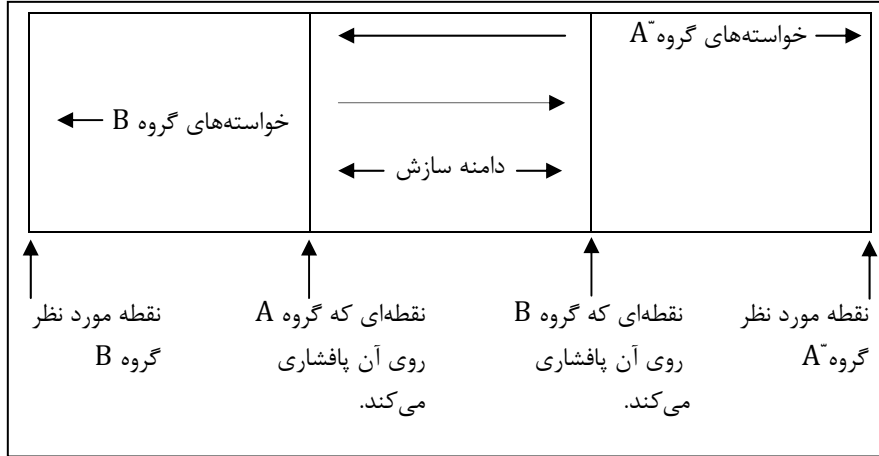 خواسته‌های گروه A ّ
خواسته‌های گروه B
دامنه سازش
نقطه مورد نظر
گروه A ّ
نقطه‌ای که گروه B
روی آن پافشاری
می‌کند.
نقطه‌ای که گروه A
روی آن پافشاری
می‌کند.
نقطه مورد نظر
گروه B